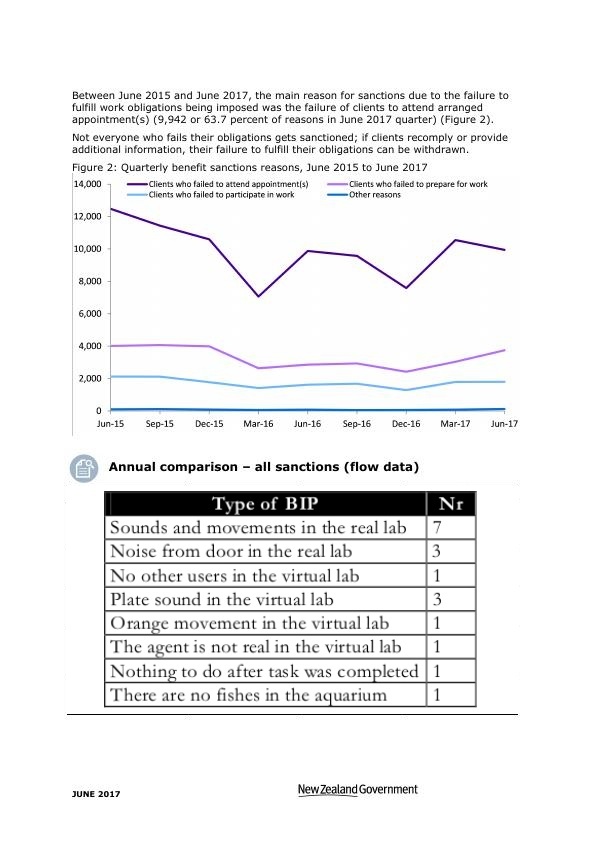 Between June 2015 and June 2017, the main reason for sanctions due to the failure to
fulfill work obligations being imposed was the failure of clients to attend arranged
appointment(s) (9,942 or 63.7 percent of reasons in June 2017 quarter) (Figure 2).
Not everyone who fails their obligations gets sanctioned; if clients recomply or provide
additional information, their failure to fulfill their obligations can be withdrawn.
Figure 2: Quarterly benefit sanctions reasons, June 2015 to June 2017
14,000
Clients who failed to attend appointment(s) Clients who failed to prepare for work
Clients who failed to participate in work Other reasons
12,000
10,000
8,000
6,000
4,000
2,000
0
Jun-15 Sep-15 Dec-15 Mar-16 Jun-16 Sep-16 Dec-16 Mar-17 Jun-17
Annual comparison – all sanctions (flow data)
Type of BIP Nr
Sounds and movements in the real lab 7
Noise from door in the real lab 3
No other users in the virtual lab 1
Plate sound in the virtual lab 3
Orange movement in the virtual lab 1
The agent is not real in the virtual lab 1
Nothing to do after task was completed 1
There are no fishes in the aquarium 1
JUNE 2017 New Zealand Government